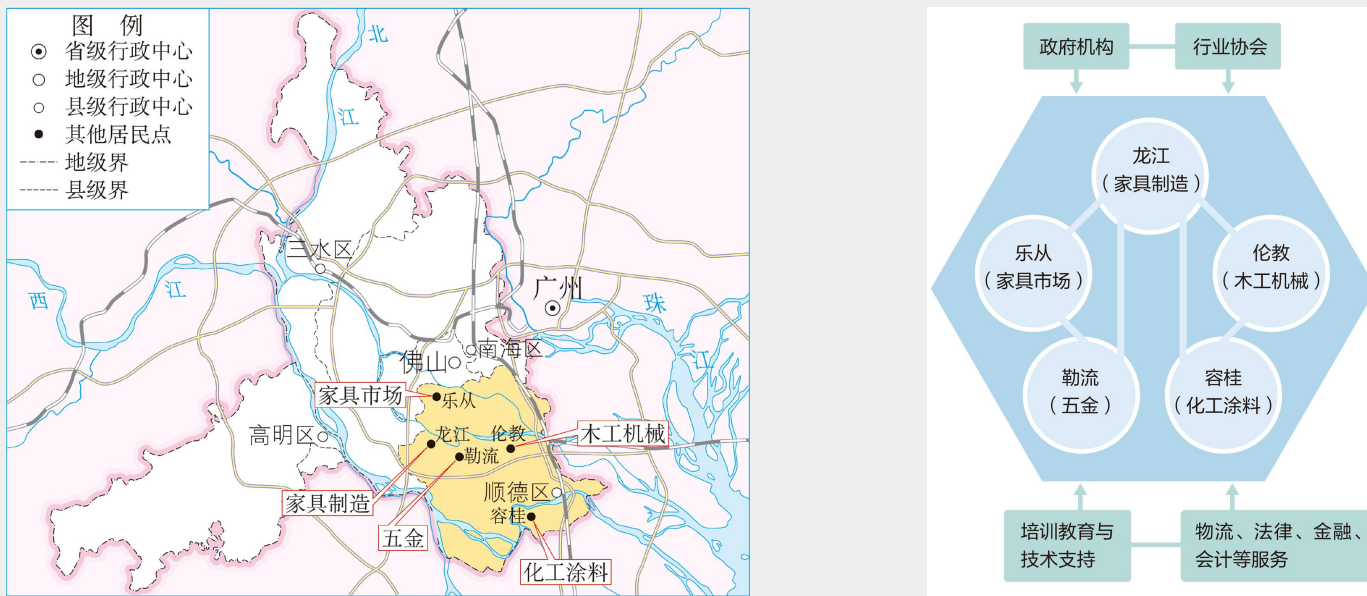 图 例
省级行政中心
地级行政中心
县级行政中心
其他居民点
地级界
县级界
北
江
西
江
三水区
广州
珠
江
南海区
佛山
家具市场
乐从
高明区
龙江
伦教
木工机械
勒流
家具制造
顺德区
容桂
五金
化工涂料
政府机构
行业协会
龙江
（家具制造）
乐从
（家具市场）
伦教
（木工机械）
勒流
（五金）
容桂
（化工涂料）
培训教育与
技术支持
物流、法律、金融、
会计等服务